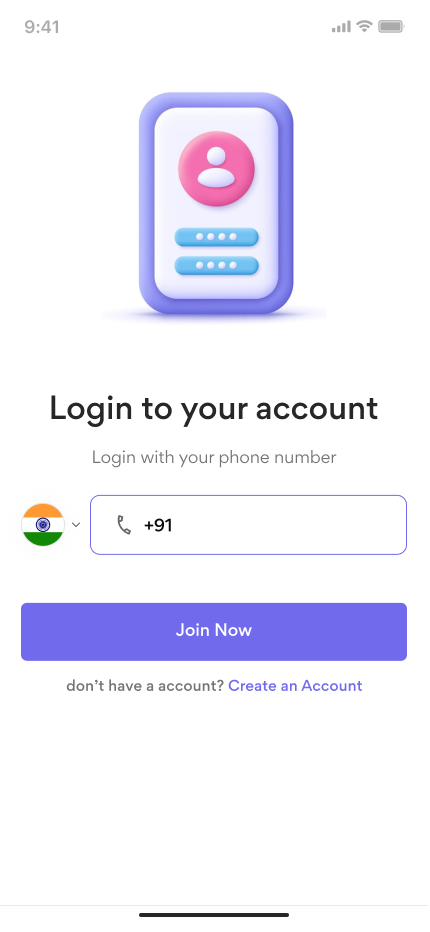 9:41
Login to your account
Login with your phone number
+91
Join Now
don’t have a account? Create an Account